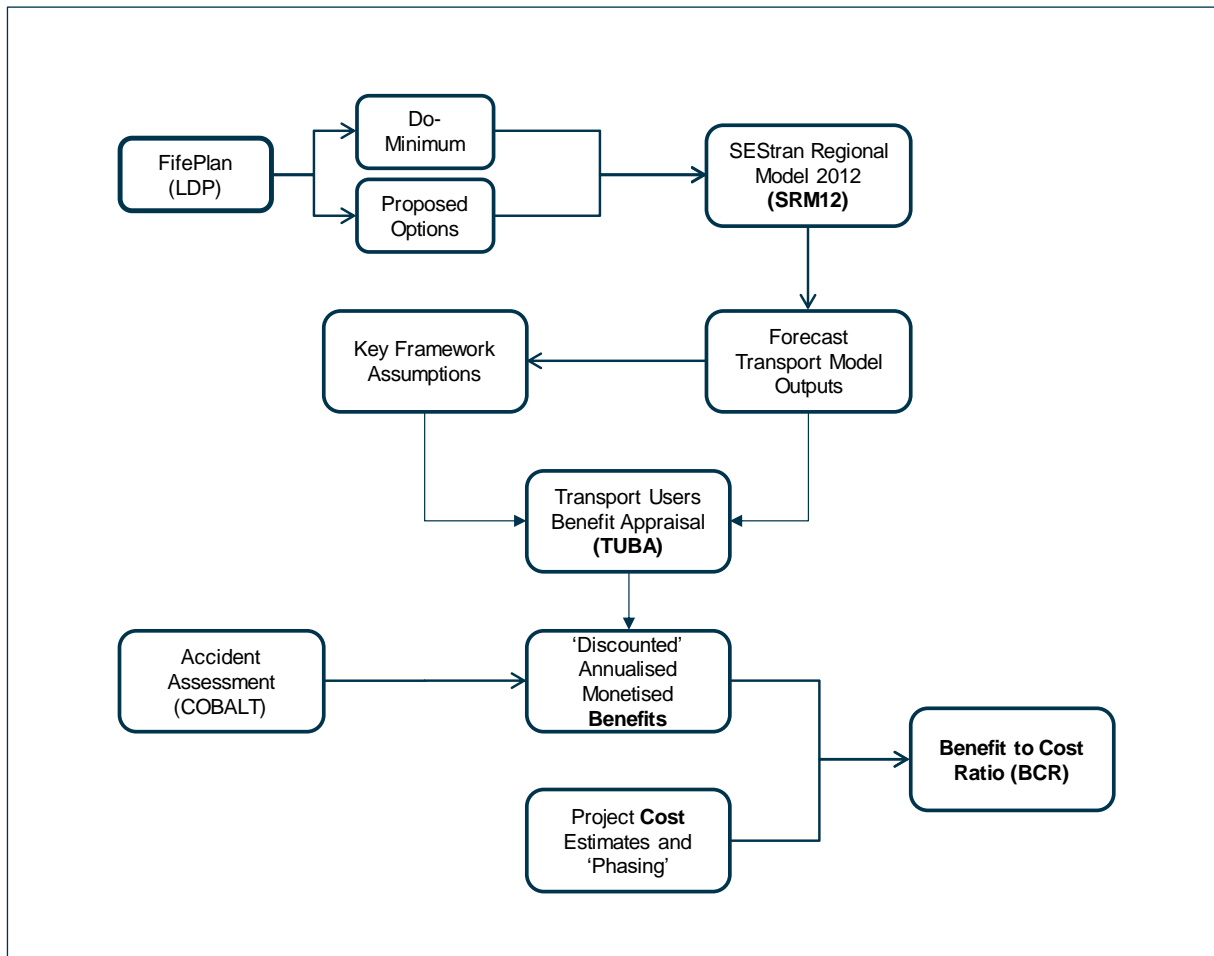 FifePlan
(LDP)
Do-
Minimum
Proposed
Options
SEStran Regional
Model 2012
(SRM12)
Key Framework
Assumptions
Forecast
Transport Model
Outputs
Transport Users
Benefit Appraisal
(TUBA)
Accident
Assessment
(COBALT)
‘Discounted’
Annualised
Monetised
Benefits
Benefit to Cost
Ratio (BCR)
Project Cost
Estimates and
‘Phasing’